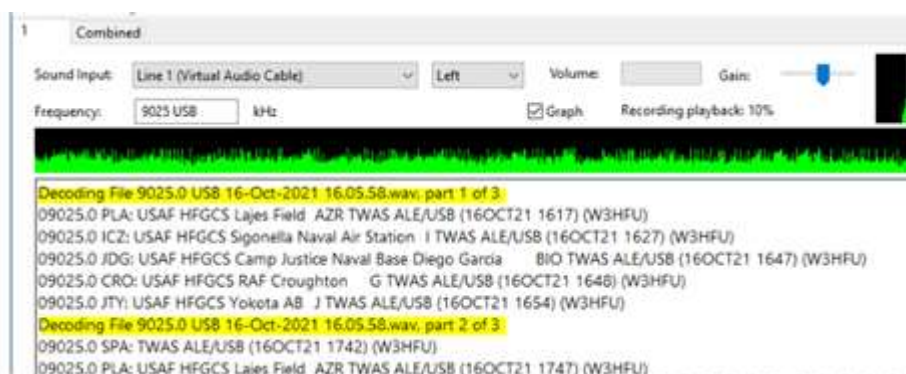 1
Combined
Sound Input: Line 1 (Virtual Audio Cable) Left Volume: Gain:
Frequency: 9025 USB kHz Graph Recording playback: 10%
Decoding File 9025.0 USB 16-Oct-2021 16.05.58.wav, part 1 of 3
09025.0 PLA: USAF HFGCS Lajes Field AZR TWAS ALE/USB (16OCT21 1617) (W3HFU)
09025.0 ICZ: USAF HFGCS Sigonella Naval Air Station I TWAS ALE/USB (16OCT21 1627) (W3HFU)
09025.0 JDG: USAF HFGCS Camp Justice Naval Base Diego Garcia BIO TWAS ALE/USB (16OCT21 1647) (W3HFU)
09025.0 CRO: USAF HFGCS RAF Croughton G TWAS ALE/USB (16OCT21 1648) (W3HFU)
09025.0 JTY: USAF HFGCS Yokota AB J TWAS ALE/USB (16OCT21 1654) (W3HFU)
Decoding File 9025.0 USB 16-Oct-2021 16.05.58.wav, part 2 of 3
09025.0 SPA: TWAS ALE/USB (16OCT21 1742) (W3HFU)
09025.0 PLA: USAF HFGCS Lajes Field AZR TWAS ALE/USB (16OCT21 1747) (W3HFU)